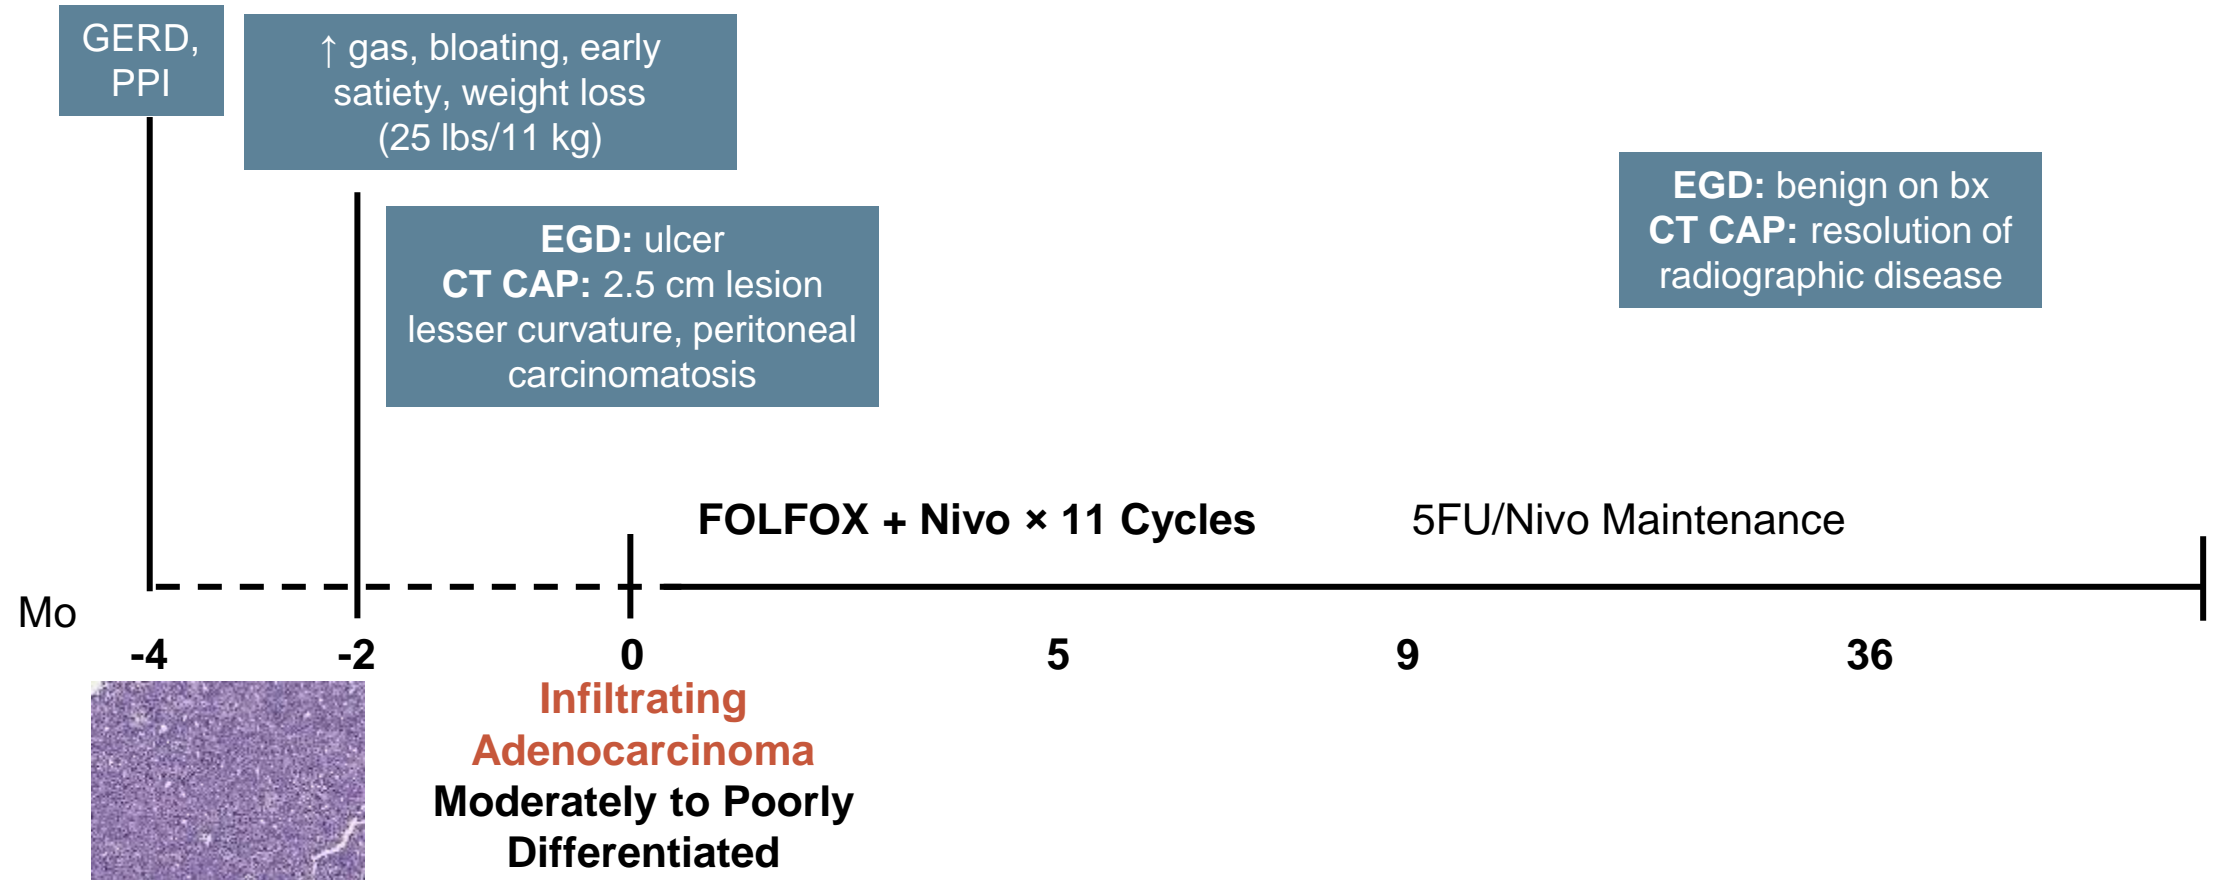 GERD,
PPI
↑ gas, bloating, early
satiety, weight loss
(25 lbs/11 kg)
EGD: ulcer
CT CAP: 2.5 cm lesion
lesser curvature, peritoneal
carcinomatosis
EGD: benign on bx
CT CAP: resolution of
radiographic disease
FOLFOX + Nivo × 11 Cycles
5FU/Nivo Maintenance
Mo
-4 -2 0 5 9 36
Infiltrating
Adenocarcinoma
Moderately to Poorly
Differentiated